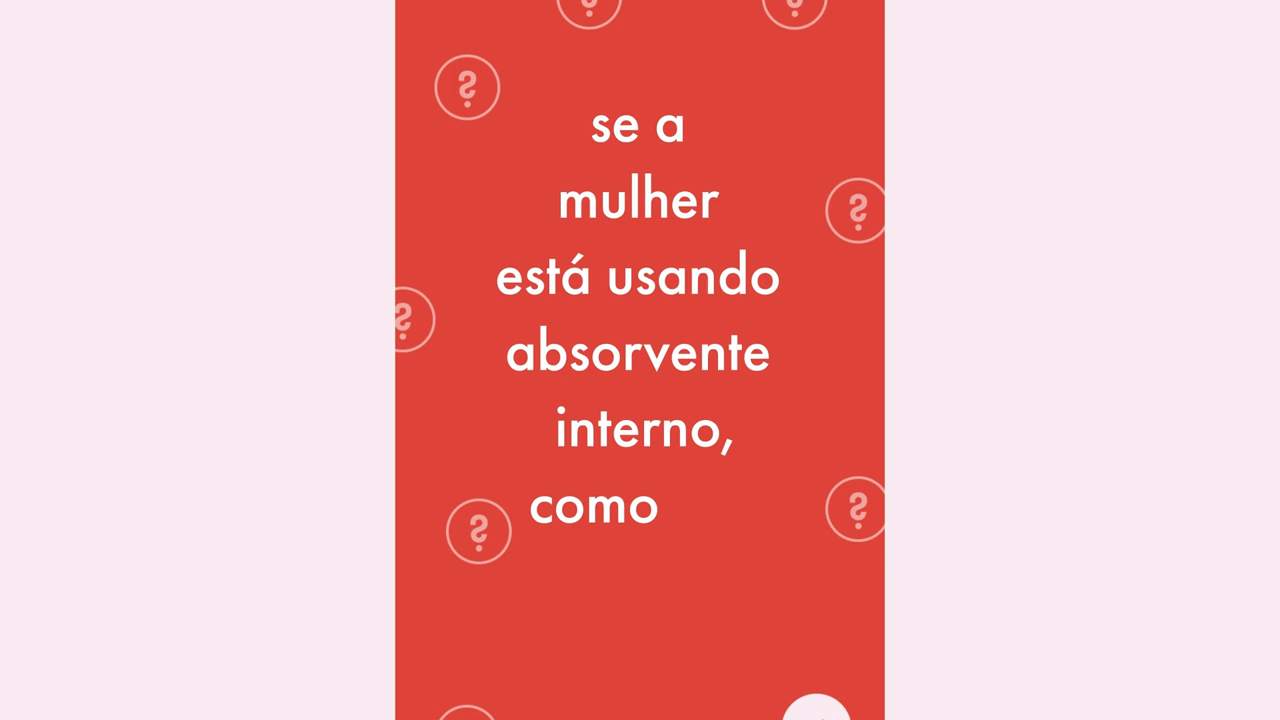 se a
mulher
está usando
absorvente
interno,
como